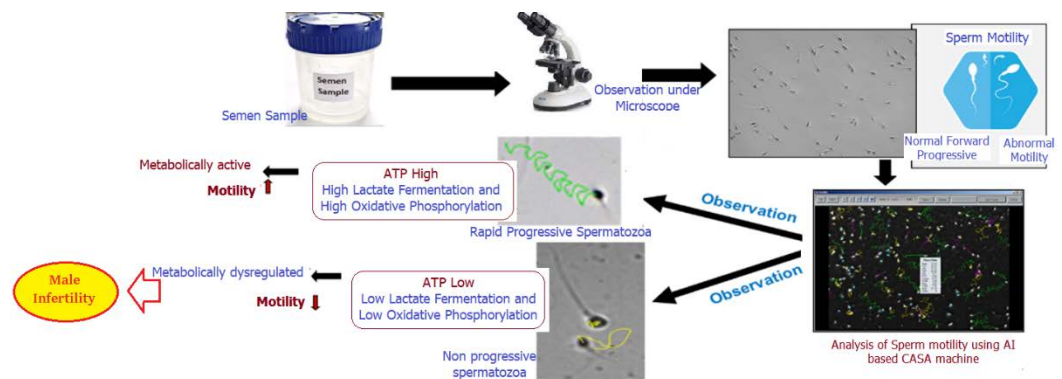 Semen
Sample
Semen Sample
Observation under
Microscope
Sperm Motility
Normal Forward
Progressive
Abnormal
Motility
Metabolically active
Motility
ATP High
High Lactate Fermentation and
High Oxidative Phosphorylation
Rapid Progressive Spermatozoa
Observation
Observation
Male
Infertility
Metabolically dysregulated
Motility
ATP Low
Low Lactate Fermentation and
Low Oxidative Phosphorylation
Non progressive
spermatozoa
Analysis of Sperm motility using AI
based CASA machine